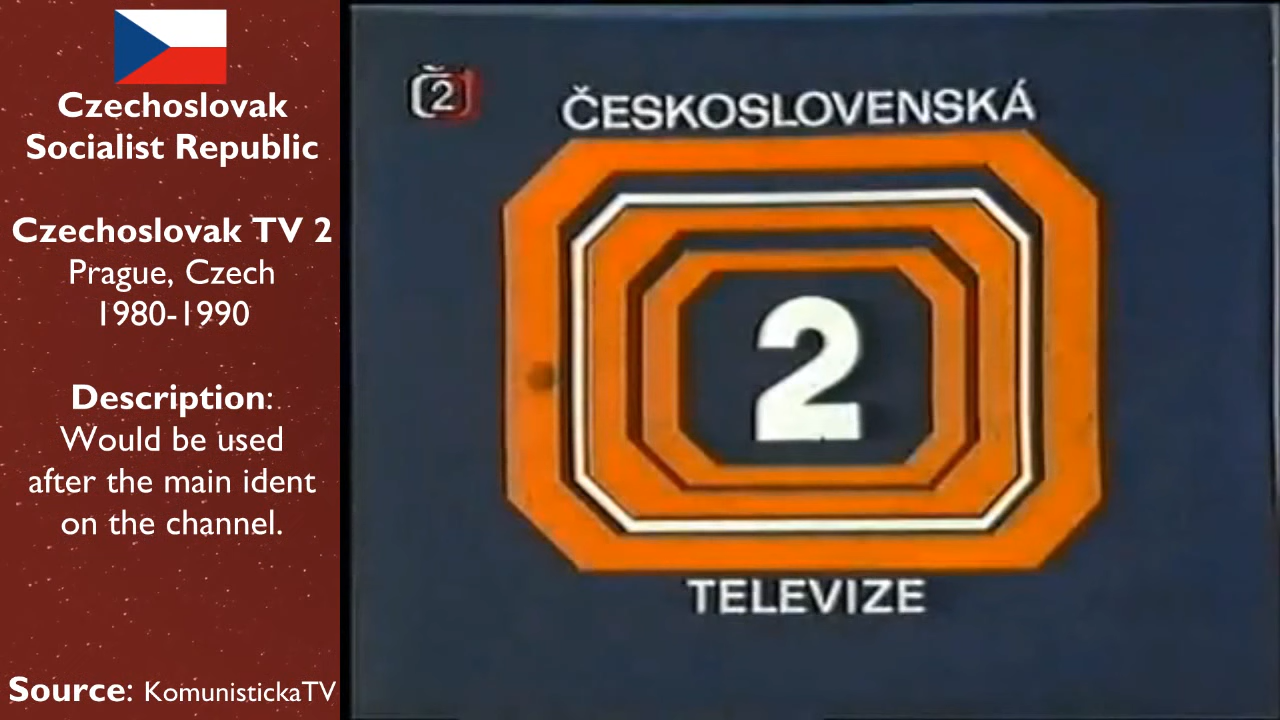 Czechoslovak
Socialist Republic
Czechoslovak TV 2
Prague, Czech
1980-1990
Description:
Would be used
after the main ident
on the channel.
Source: KomunistickaTV
Č2
ČESKOSLOVENSKÁ
2
TELEVIZE